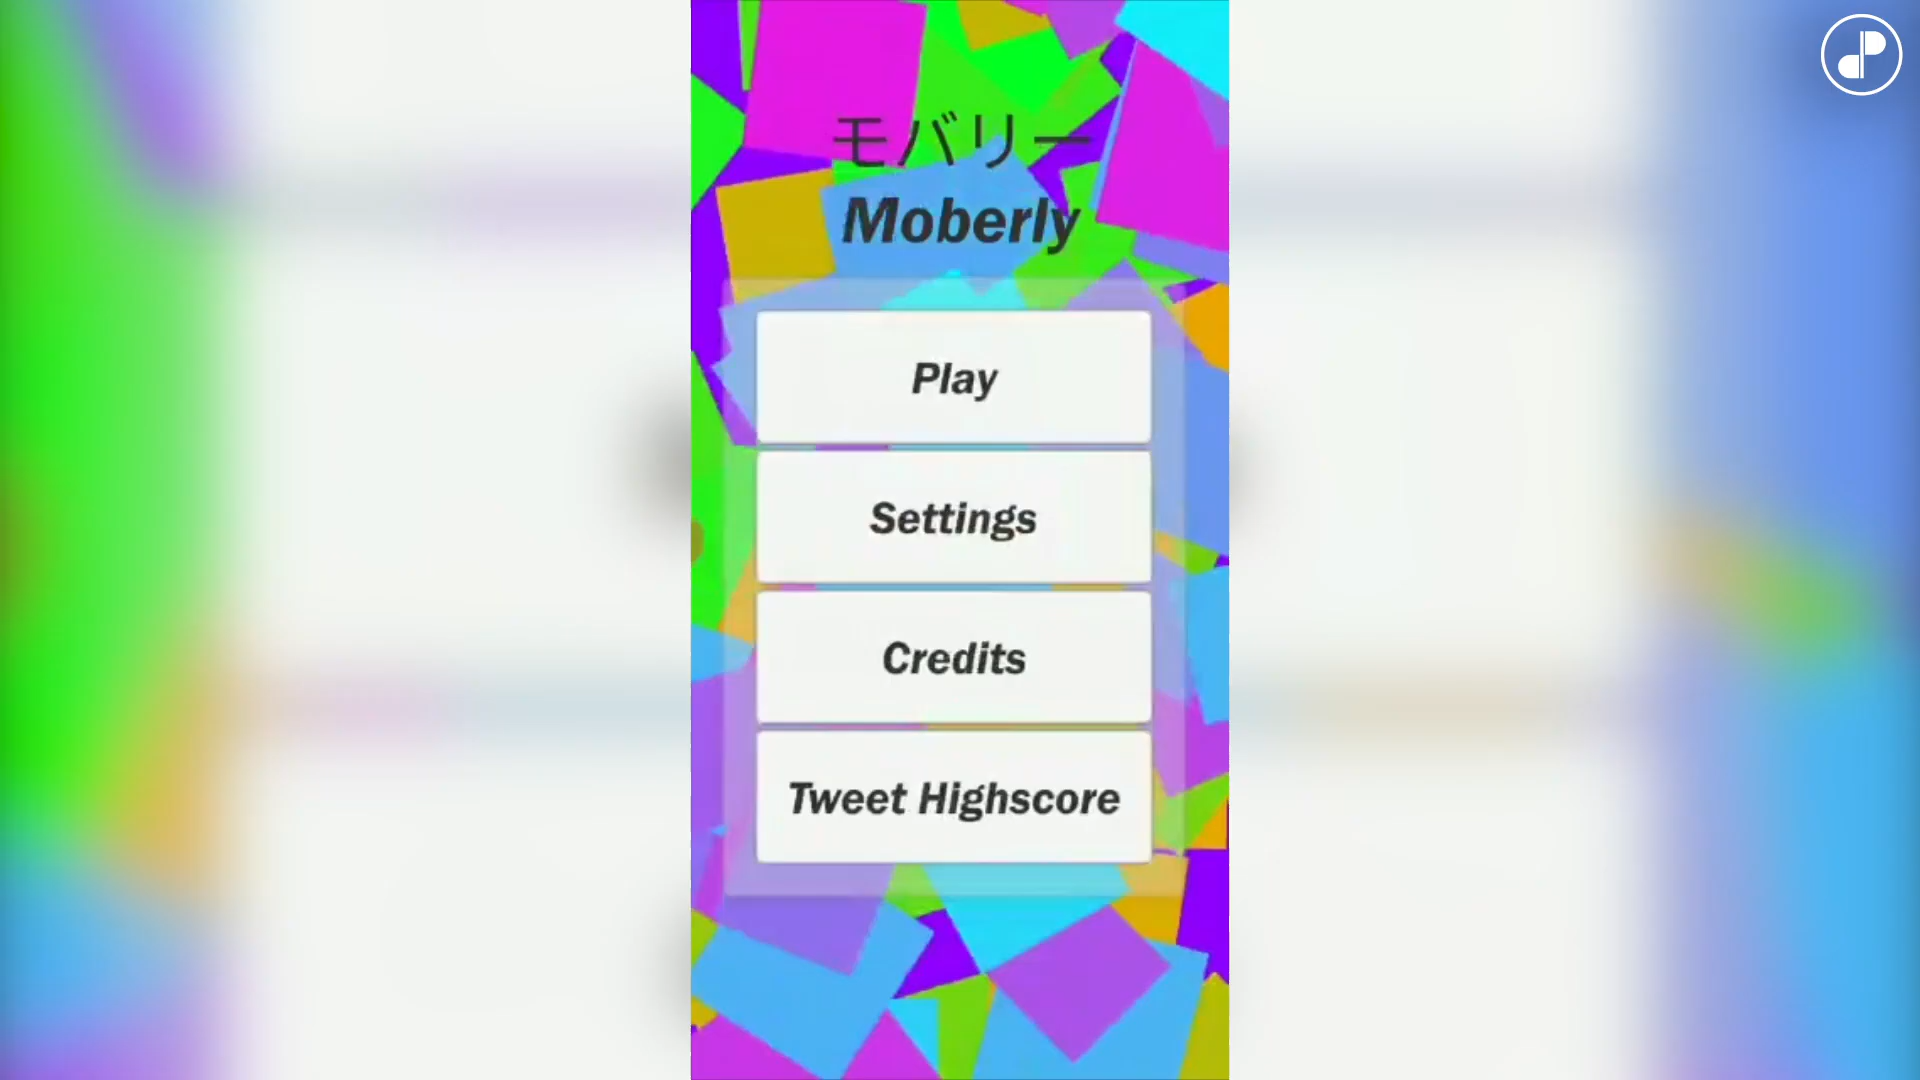 モバリー
Moberly
Play
Settings
Credits
Tweet Highscore